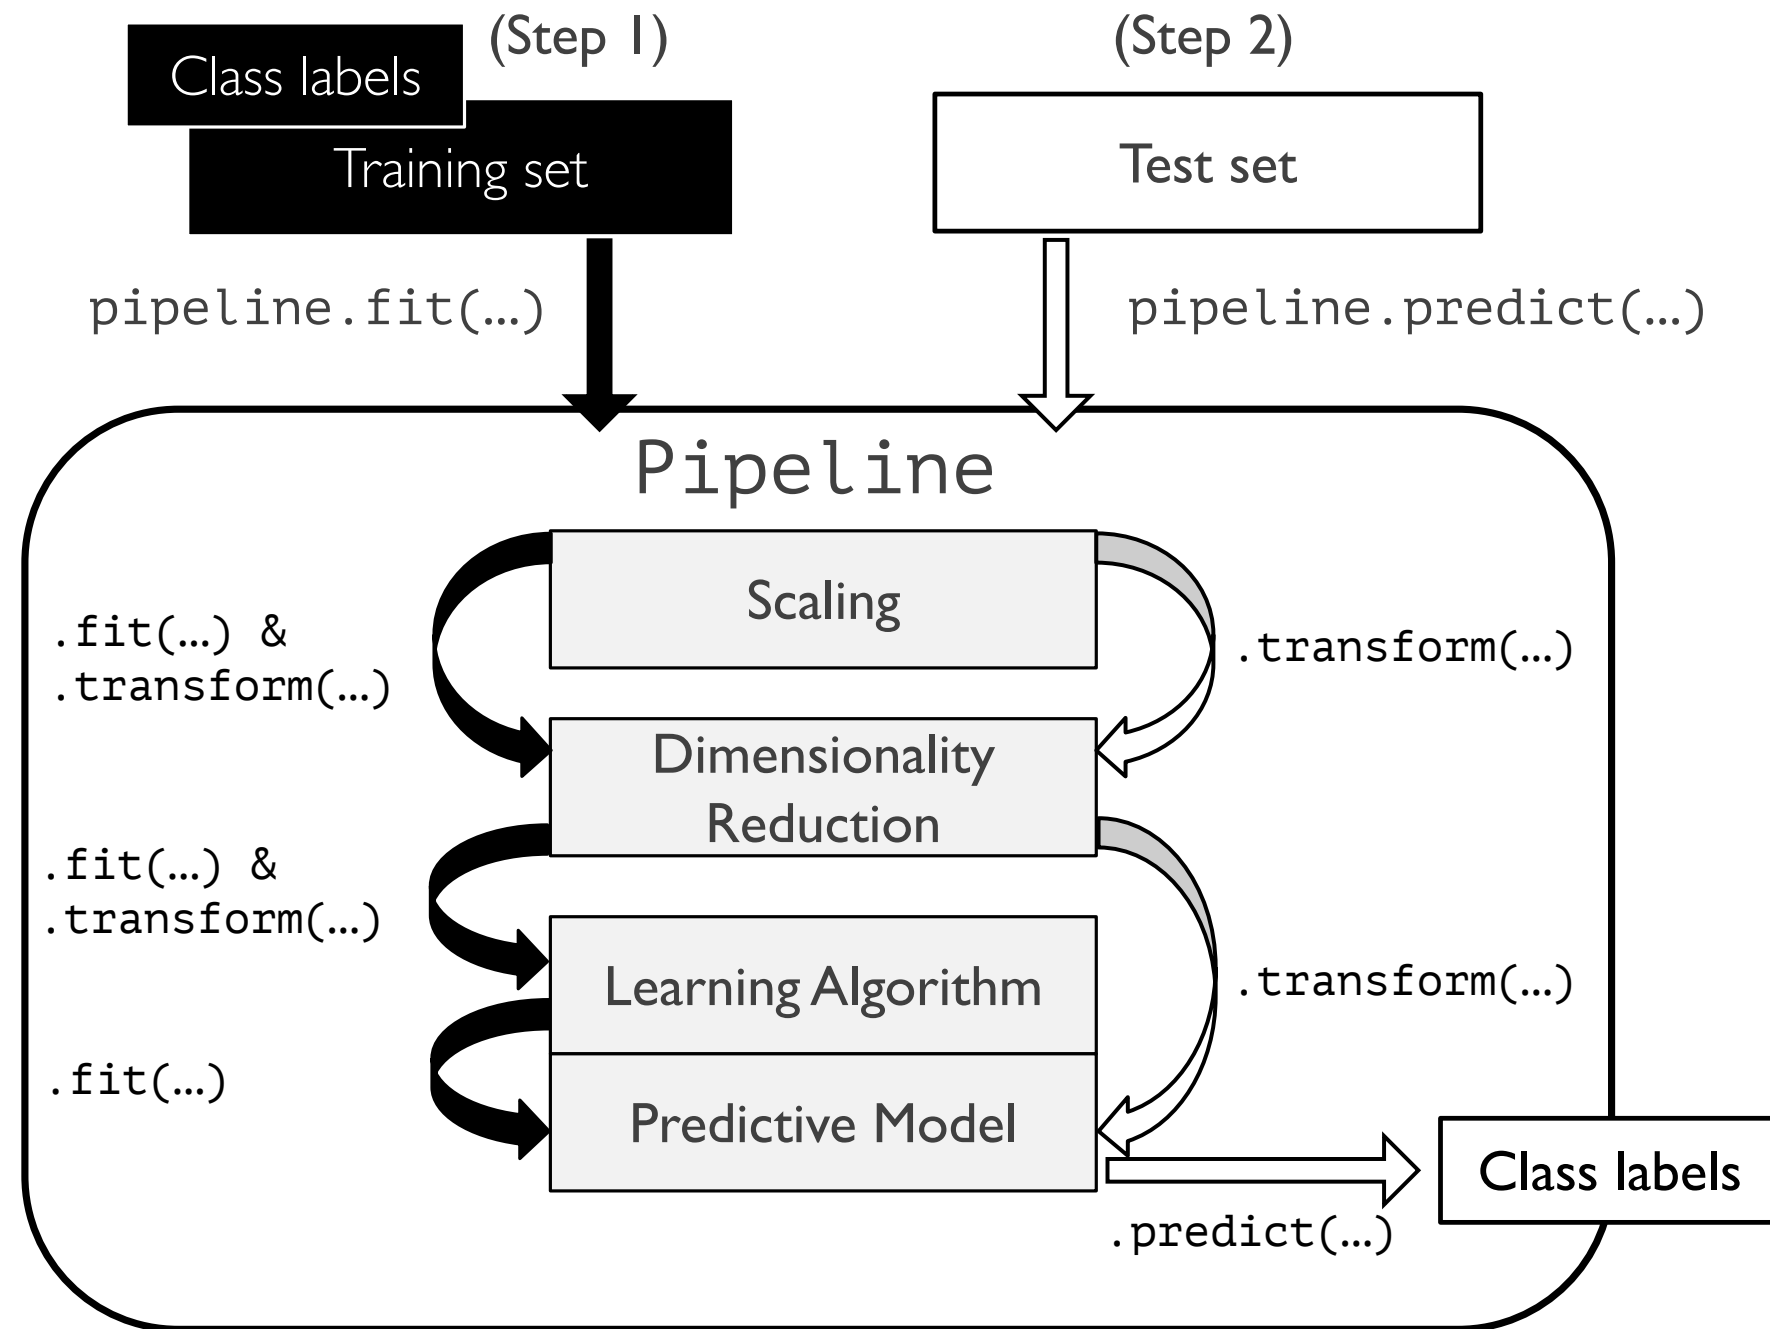 (Step 1)
(Step 2)
Class labels
Training set
Test set
pipeline.fit(…)
pipeline.predict(…)
Pipeline
Scaling
.fit(…) &
.transform(…)
.transform(…)
Dimensionality
Reduction
.fit(…) &
.transform(…)
Learning Algorithm
.transform(…)
.fit(…)
Predictive Model
Class labels
.predict(…)